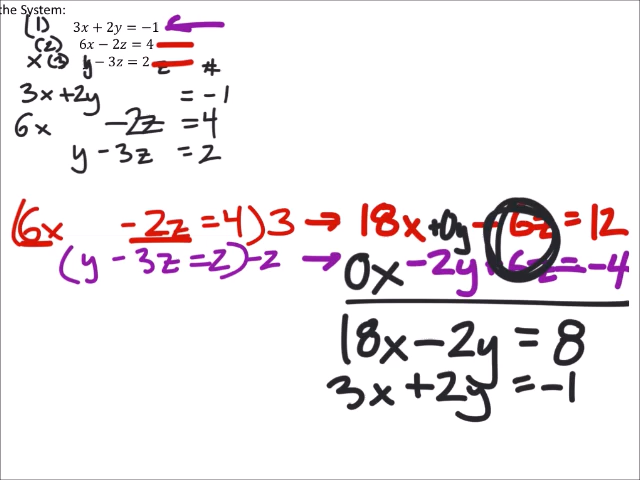 the System:
(1) 3x + 2y = −1
(2) 6x − 2z = 4
(3) y − 3z = 2
x y z #
3x + 2y = -1
6x - 2z = 4
y - 3z = 2
(6x - 2z = 4)3 → 18x + 0y - 6z = 12
(y - 3z = 2)-2 → 0x - 2y + 6z = -4
18x - 2y = 8
3x + 2y = -1